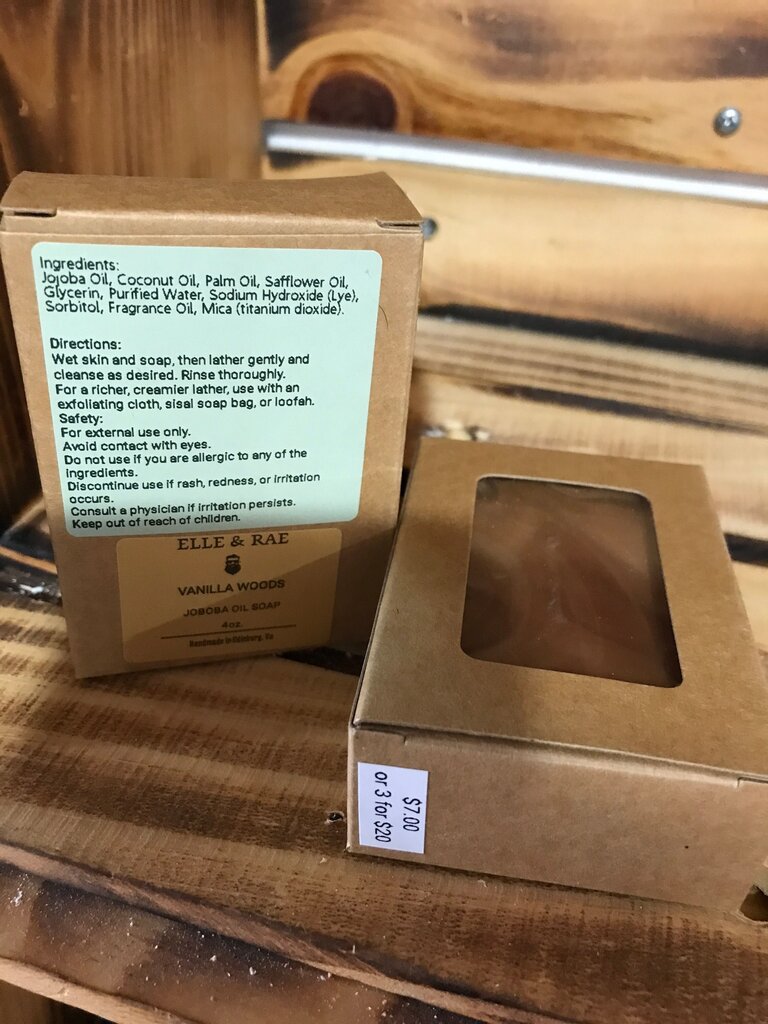 Ingredients:
Jojoba Oil, Coconut Oil, Palm Oil, Safflower Oil,
Glycerin, Purified Water, Sodium Hydroxide (Lye),
Sorbitol, Fragrance Oil, Mica (titanium dioxide).
Directions:
Wet skin and soap, then lather gently and
cleanse as desired. Rinse thoroughly.
For a richer, creamier lather, use with an
exfoliating cloth, sisal soap bag, or loofah.
Safety:
For external use only.
Avoid contact with eyes.
Do not use if you are allergic to any of the
ingredients.
Discontinue use if rash, redness, or irritation
occurs.
Consult a physician if irritation persists.
Keep out of reach of children.
ELLE & RAE
VANILLA WOODS
JOBOBA OIL SOAP
4oz.
Handmade in Edinburg, Va
$7.00
or 3 for $20